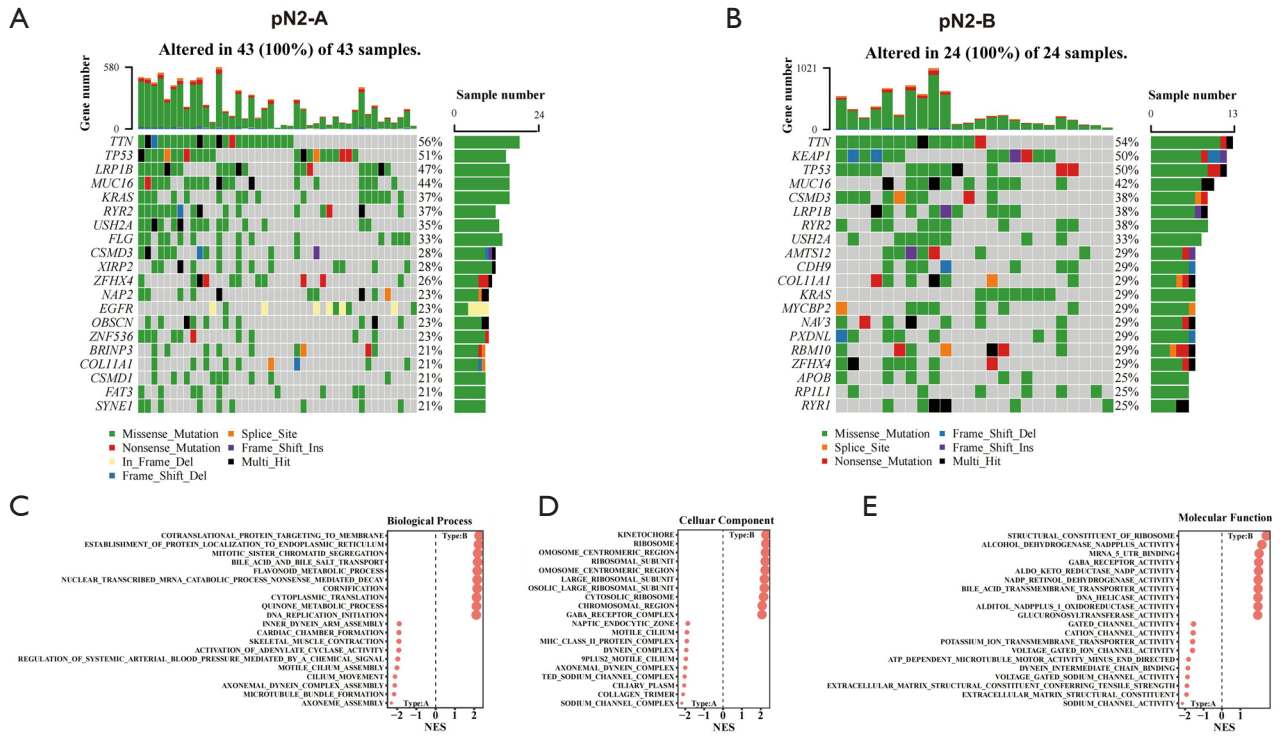 A
pN2-A
Altered in 43 (100%) of 43 samples.
580
Gene number
0
Sample number
0 24
TTN 56%
TP53 51%
LRP1B 47%
MUC16 44%
KRAS 37%
RYR2 37%
USH2A 35%
FLG 33%
CSMD3 28%
XIRP2 28%
ZFHX4 26%
NAP2 23%
EGFR 23%
OBSCN 23%
ZNF536 23%
BRINP3 21%
COL11A1 21%
CSMD1 21%
FAT3 21%
SYNE1 21%
Missense_Mutation Splice_Site
Nonsense_Mutation Frame_Shift_Ins
In_Frame_Del Multi_Hit
Frame_Shift_Del
B
pN2-B
Altered in 24 (100%) of 24 samples.
1021
Gene number
0
Sample number
0 13
TTN 54%
KEAP1 50%
TP53 50%
MUC16 42%
CSMD3 38%
LRP1B 38%
RYR2 38%
USH2A 33%
AMTS12 29%
CDH9 29%
COL11A1 29%
KRAS 29%
MYCBP2 29%
NAV3 29%
PXDNL 29%
RBM10 29%
ZFHX4 29%
APOB 25%
RP1L1 25%
RYR1 25%
Missense_Mutation Frame_Shift_Del
Splice_Site Frame_Shift_Ins
Nonsense_Mutation Multi_Hit
C
Biological Process
Type:B
COTRANSLATIONAL_PROTEIN_TARGETING_TO_MEMBRANE
ESTABLISHMENT_OF_PROTEIN_LOCALIZATION_TO_ENDOPLASMIC_RETICULUM
MITOTIC_SISTER_CHROMATID_SEGREGATION
BILE_ACID_AND_BILE_SALT_TRANSPORT
FLAVONOID_METABOLIC_PROCESS
NUCLEAR_TRANSCRIBED_MRNA_CATABOLIC_PROCESS_NONSENSE_MEDIATED_DECAY
CORNIFICATION
CYTOPLASMIC_TRANSLATION
QUINONE_METABOLIC_PROCESS
DNA_REPLICATION_INITIATION
INNER_DYNEIN_ARM_ASSEMBLY
CARDIAC_CHAMBER_FORMATION
SKELETAL_MUSCLE_CONTRACTION
ACTIVATION_OF_ADENYLATE_CYCLASE_ACTIVITY
REGULATION_OF_SYSTEMIC_ARTERIAL_BLOOD_PRESSURE_MEDIATED_BY_A_CHEMICAL_SIGNAL
MOTILE_CILIUM_ASSEMBLY
CILIUM_MOVEMENT
AXONEMAL_DYNEIN_COMPLEX_ASSEMBLY
MICROTUBULE_BUNDLE_FORMATION
AXONEME_ASSEMBLY
Type:A
−2 −1 0 1 2
NES
D
Celluar Component
Type:B
KINETOCHORE
RIBOSOME
OMOSOME_CENTROMERIC_REGION
RIBOSOMAL_SUBUNIT
OMOSOME_CENTROMERIC_REGION
LARGE_RIBOSOMAL_SUBUNIT
OSOLIC_LARGE_RIBOSOMAL_SUBUNIT
CYTOSOLIC_RIBOSOME
CHROMOSOMAL_REGION
GABA_RECEPTOR_COMPLEX
NAPTIC_ENDOCYTIC_ZONE
MOTILE_CILIUM
MHC_CLASS_II_PROTEIN_COMPLEX
DYNEIN_COMPLEX
9PLUS2_MOTILE_CILIUM
AXONEMAL_DYNEIN_COMPLEX
TED_SODIUM_CHANNEL_COMPLEX
CILIARY_PLASM
COLLAGEN_TRIMER
SODIUM_CHANNEL_COMPLEX
Type:A
−2 −1 0 1 2
NES
E
Molecular Function
Type:B
STRUCTURAL_CONSTITUENT_OF_RIBOSOME
ALCOHOL_DEHYDROGENASE_NADPPLUS_ACTIVITY
MRNA_5_UTR_BINDING
GABA_RECEPTOR_ACTIVITY
ALDO_KETO_REDUCTASE_NADP_ACTIVITY
NADP_RETINOL_DEHYDROGENASE_ACTIVITY
BILE_ACID_TRANSMEMBRANE_TRANSPORTER_ACTIVITY
DNA_HELICASE_ACTIVITY
ALDITOL_NADPPLUS_1_OXIDOREDUCTASE_ACTIVITY
GLUCURONOSYLTRANSFERASE_ACTIVITY
GATED_CHANNEL_ACTIVITY
CATION_CHANNEL_ACTIVITY
POTASSIUM_ION_TRANSMEMBRANE_TRANSPORTER_ACTIVITY
VOLTAGE_GATED_ION_CHANNEL_ACTIVITY
ATP_DEPENDENT_MICROTUBULE_MOTOR_ACTIVITY_MINUS_END_DIRECTED
DYNEIN_INTERMEDIATE_CHAIN_BINDING
VOLTAGE_GATED_SODIUM_CHANNEL_ACTIVITY
EXTRACELLULAR_MATRIX_STRUCTURAL_CONSTITUENT_CONFERRING_TENSILE_STRENGTH
EXTRACELLULAR_MATRIX_STRUCTURAL_CONSTITUENT
SODIUM_CHANNEL_ACTIVITY
Type:A
−2 −1 0 1
NES